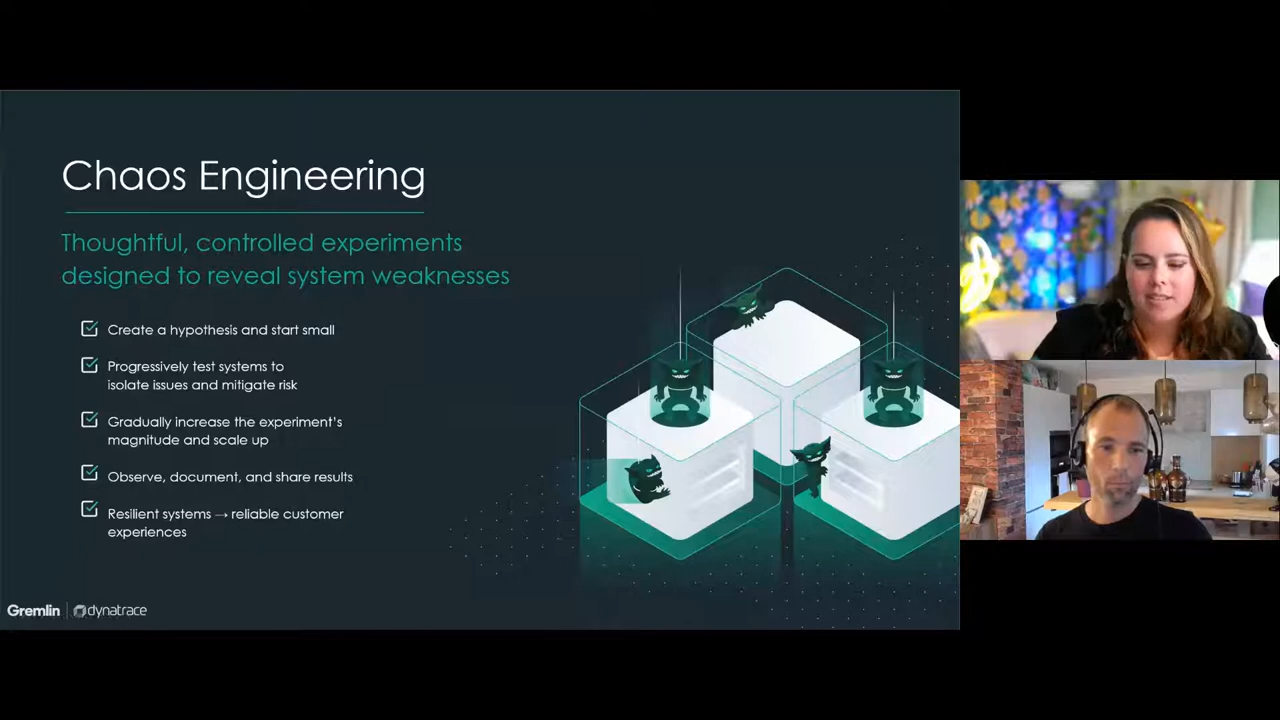 Chaos Engineering
Thoughtful, controlled experiments
designed to reveal system weaknesses
Create a hypothesis and start small
Progressively test systems to
isolate issues and mitigate risk
Gradually increase the experiment's
magnitude and scale up
Observe, document, and share results
Resilient systems → reliable customer
experiences
Gremlin | dynatrace